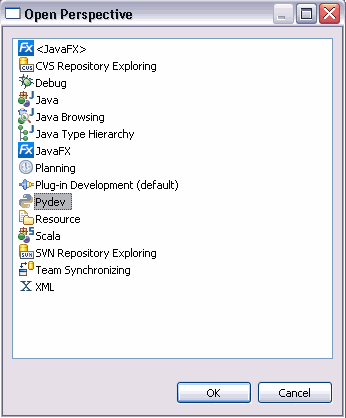 Open Perspective
<JavaFX>
CVS Repository Exploring
Debug
Java
Java Browsing
Java Type Hierarchy
JavaFX
Planning
Plug-in Development (default)
Pydev
Resource
Scala
SVN Repository Exploring
Team Synchronizing
XML
OK Cancel